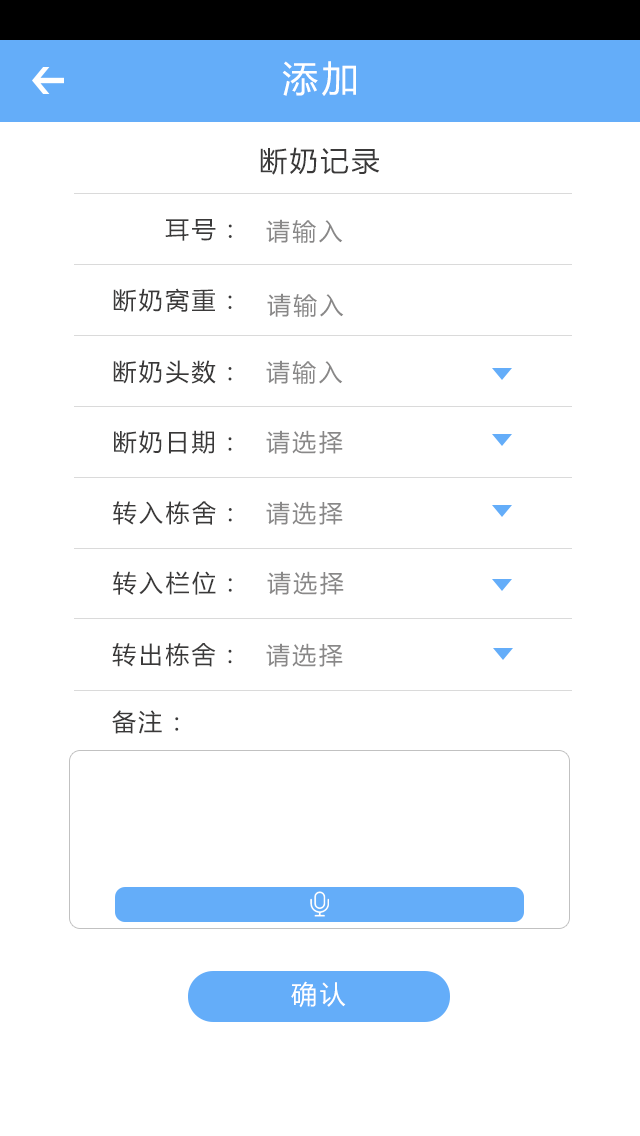 添加
断奶记录
耳号： 请输入
断奶窝重： 请输入
断奶头数： 请输入
断奶日期： 请选择
转入栋舍： 请选择
转入栏位： 请选择
转出栋舍： 请选择
备注：
确认